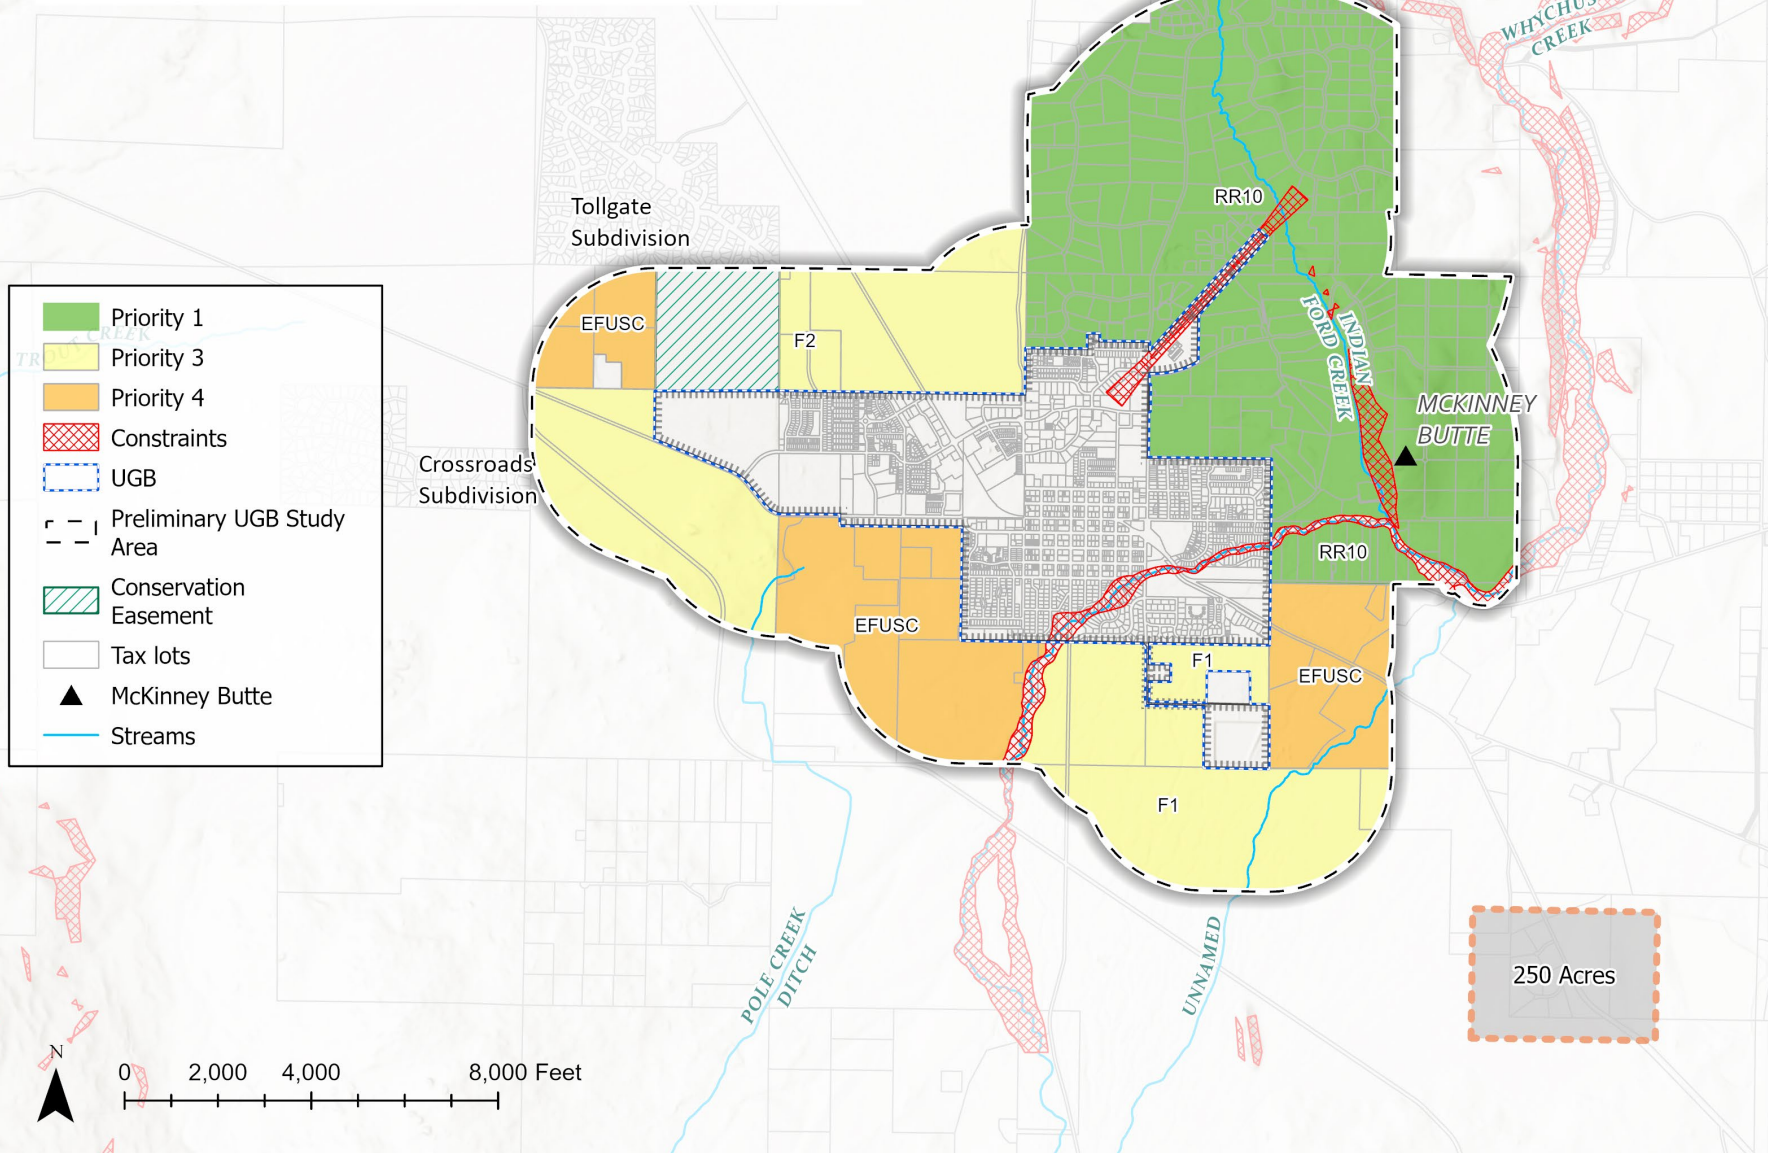 WHYCHUS
CREEK
Tollgate
Subdivision
RR10
EFUSC
F2
INDIAN
FORD CREEK
MCKINNEY
BUTTE
Crossroads
Subdivision
RR10
EFUSC
F1
EFUSC
F1
Priority 1
TROUT CREEK
Priority 3
Priority 4
Constraints
UGB
Preliminary UGB Study
Area
Conservation
Easement
Tax lots
McKinney Butte
Streams
POLE CREEK
DITCH
UNNAMED
250 Acres
N
0 2,000 4,000 8,000 Feet